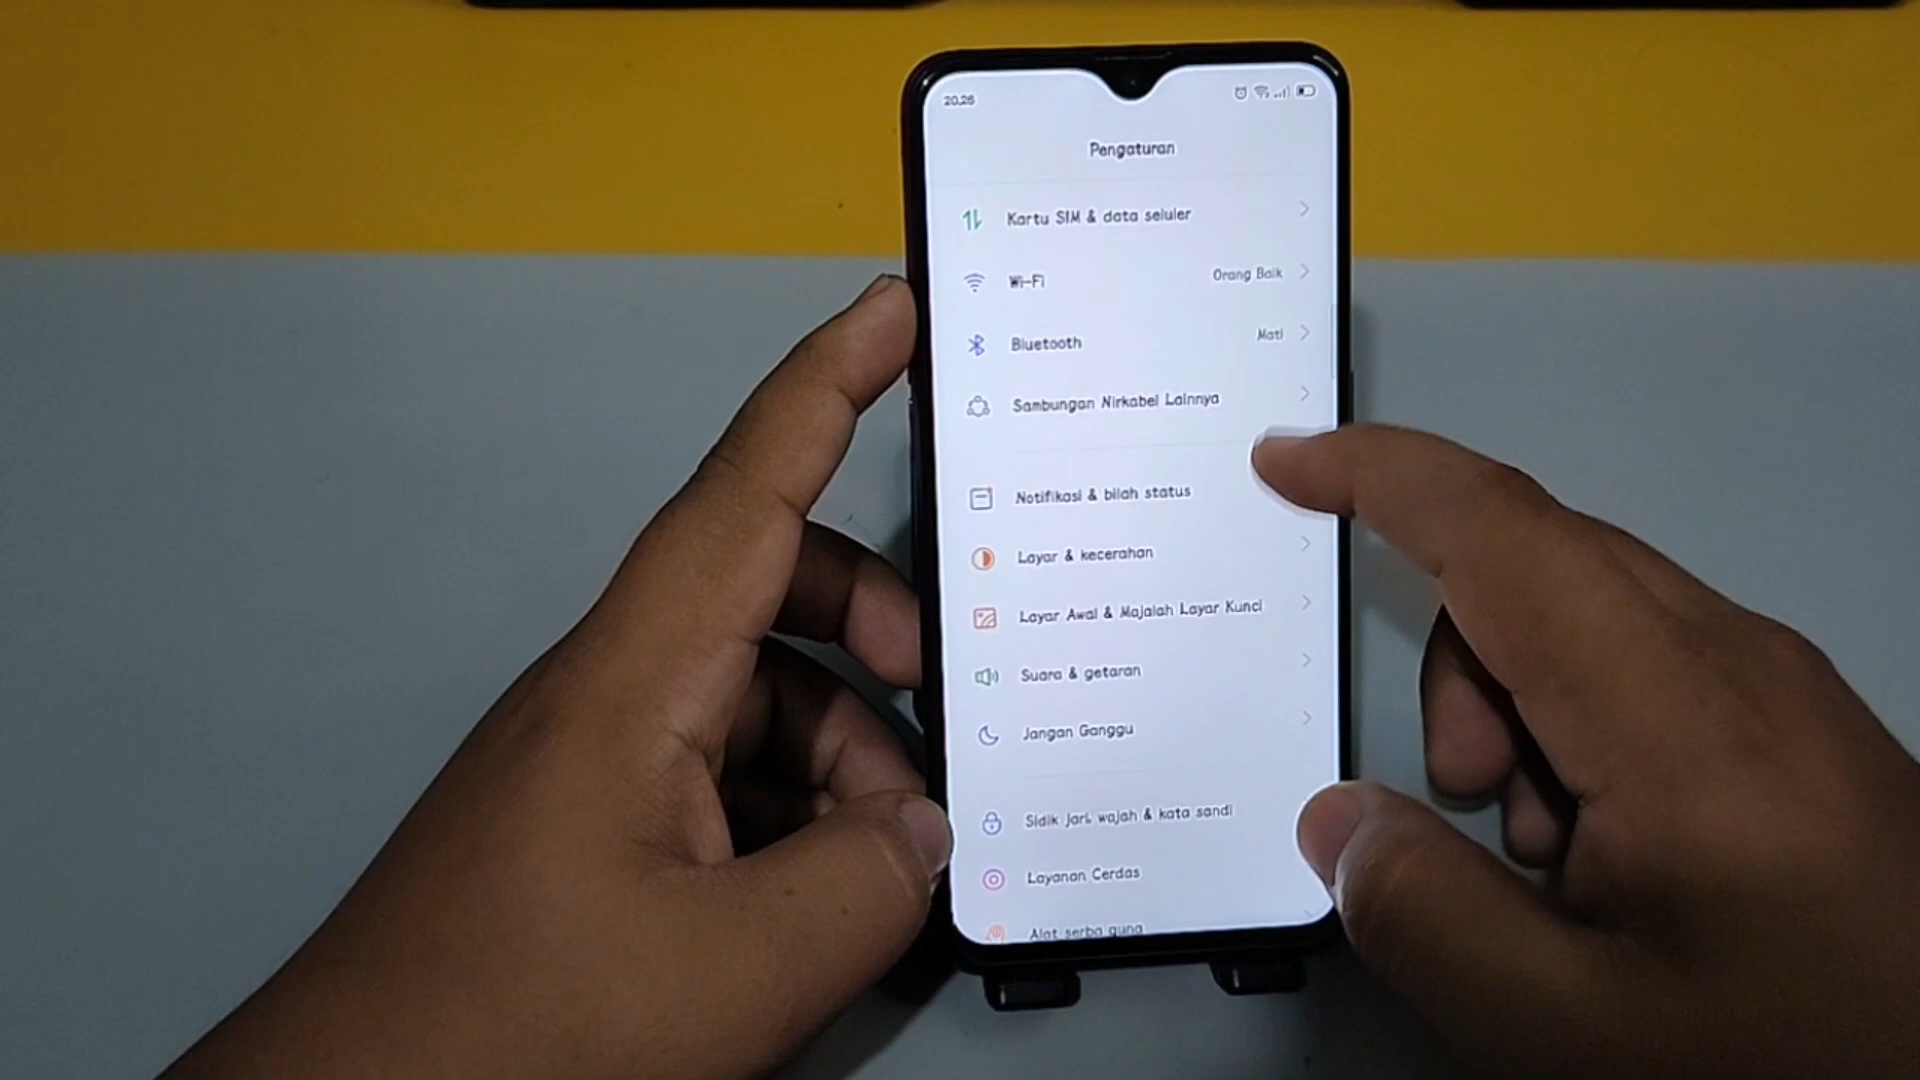 20.26
Pengaturan
Kartu SIM & data seluler
Wi-Fi Orang Baik
Bluetooth Mati
Sambungan Nirkabel Lainnya
Notifikasi & bilah status
Layar & kecerahan
Layar Awal & Majalah Layar Kunci
Suara & getaran
Jangan Ganggu
Sidik jari, wajah & kata sandi
Layanan Cerdas
Alat serba guna